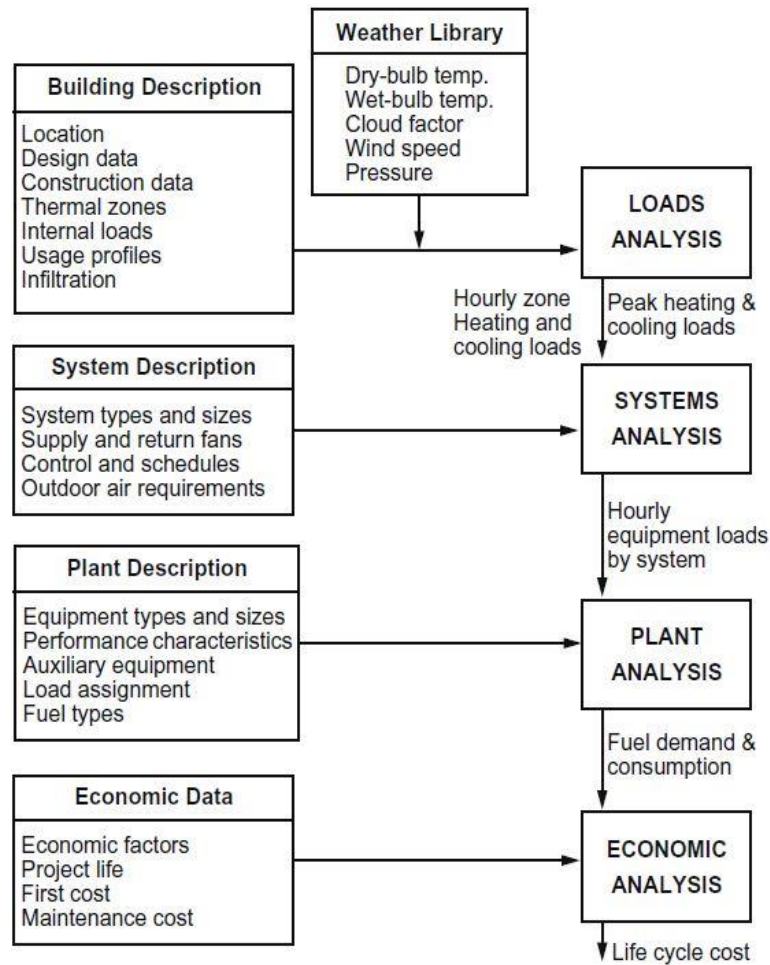 Weather Library
Dry-bulb temp.
Wet-bulb temp.
Cloud factor
Wind speed
Pressure
Building Description
Location
Design data
Construction data
Thermal zones
Internal loads
Usage profiles
Infiltration
LOADS
ANALYSIS
Hourly zone
Heating and
cooling loads
Peak heating &
cooling loads
System Description
System types and sizes
Supply and return fans
Control and schedules
Outdoor air requirements
SYSTEMS
ANALYSIS
Hourly
equipment loads
by system
Plant Description
Equipment types and sizes
Performance characteristics
Auxiliary equipment
Load assignment
Fuel types
PLANT
ANALYSIS
Fuel demand &
consumption
Economic Data
Economic factors
Project life
First cost
Maintenance cost
ECONOMIC
ANALYSIS
Life cycle cost